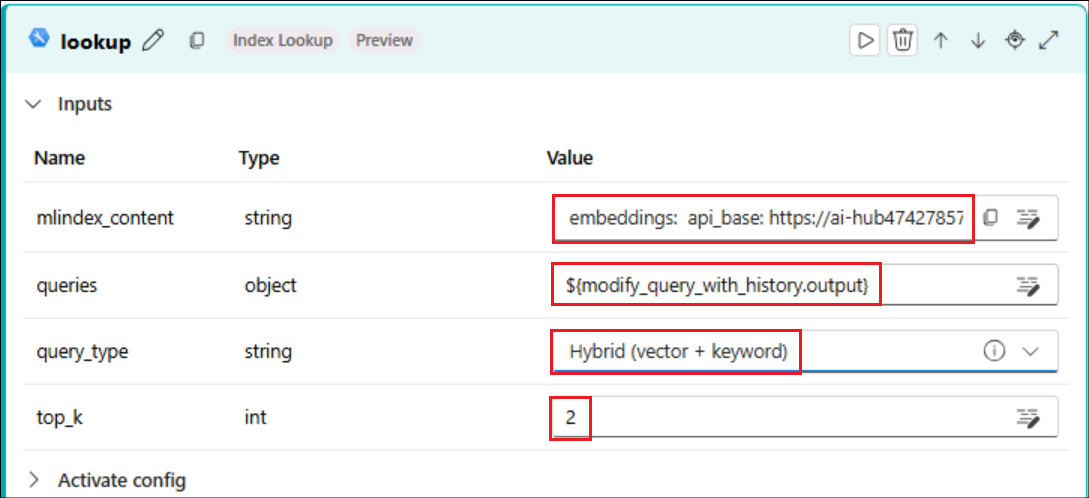 lookup Index Lookup Preview
Inputs
Name Type Value
mlindex_content string embeddings: api_base: https://ai-hub47427857
queries object ${modify_query_with_history.output}
query_type string Hybrid (vector + keyword)
top_k int 2
Activate config